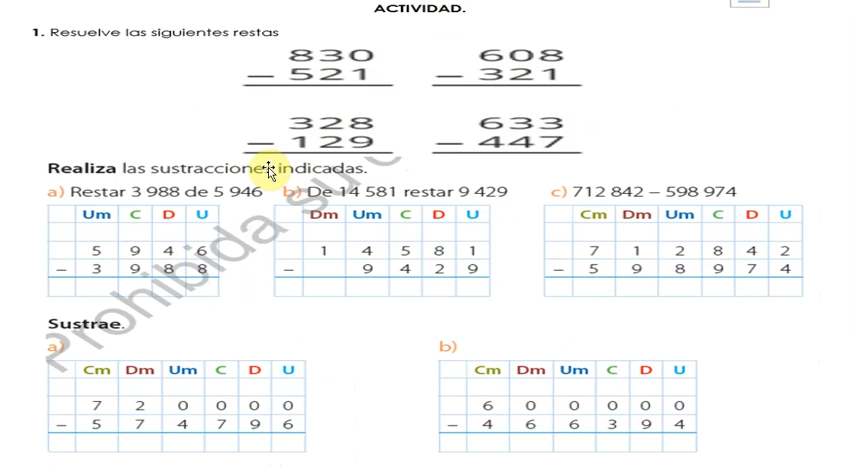 ACTIVIDAD.
1. Resuelve las siguientes restas
830 608
– 521 – 321
328 633
– 129 – 447
Realiza las sustracciones indicadas.
a) Restar 3 988 de 5 946 b) De 14 581 restar 9 429 c) 712 842 – 598 974
Um C D U Dm Um C D U Cm Dm Um C D U
5 9 4 6 1 4 5 8 1 7 1 2 8 4 2
– 3 9 8 8 – 9 4 2 9 – 5 9 8 9 7 4
Sustrae.
a) b)
Cm Dm Um C D U Cm Dm Um C D U
7 2 0 0 0 0 6 0 0 0 0 0
– 5 7 4 7 9 6 – 4 6 6 3 9 4
Prohibida su